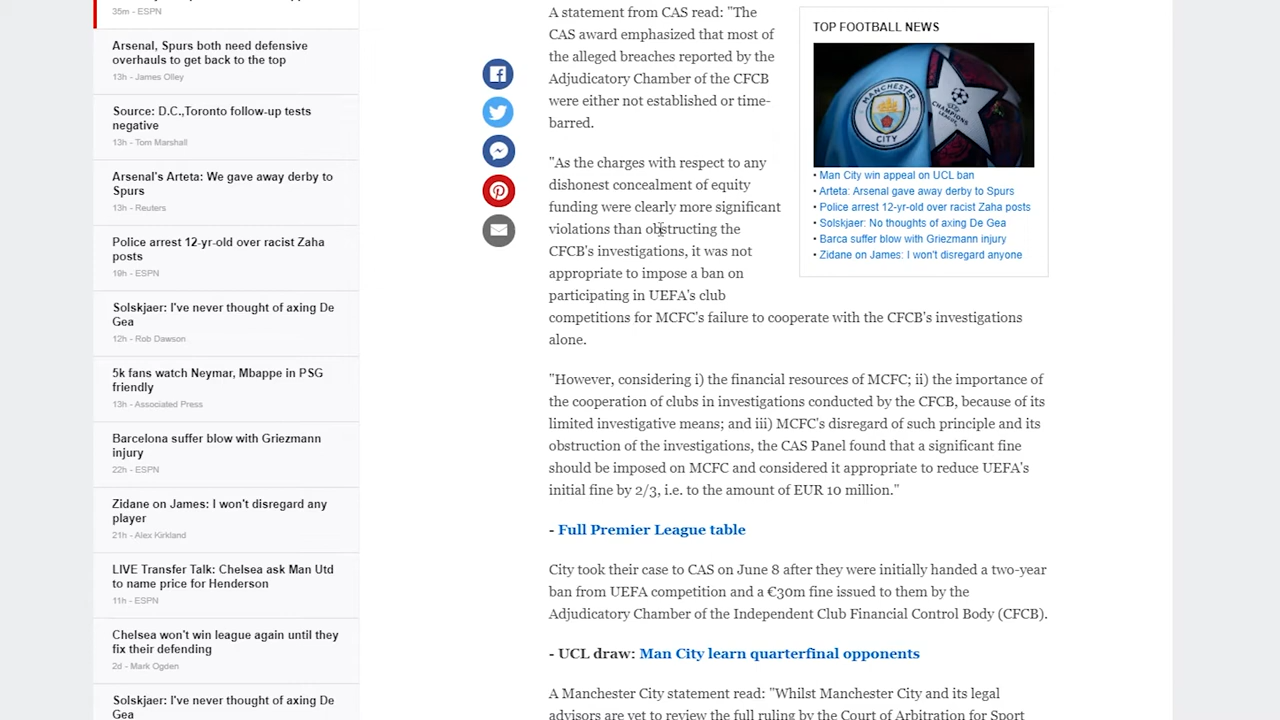 35m - ESPN
Arsenal, Spurs both need defensive
overhauls to get back to the top
13h - James Olley
Source: D.C.,Toronto follow-up tests
negative
13h - Tom Marshall
Arsenal's Arteta: We gave away derby to
Spurs
13h - Reuters
Police arrest 12-yr-old over racist Zaha
posts
19h - ESPN
Solskjaer: I've never thought of axing De
Gea
12h - Rob Dawson
5k fans watch Neymar, Mbappe in PSG
friendly
13h - Associated Press
Barcelona suffer blow with Griezmann
injury
22h - ESPN
Zidane on James: I won't disregard any
player
21h - Alex Kirkland
LIVE Transfer Talk: Chelsea ask Man Utd
to name price for Henderson
11h - ESPN
Chelsea won't win league again until they
fix their defending
2d - Mark Ogden
Solskjaer: I've never thought of axing De
Gea
A statement from CAS read: "The
CAS award emphasized that most of
the alleged breaches reported by the
Adjudicatory Chamber of the CFCB
were either not established or time-
barred.
"As the charges with respect to any
dishonest concealment of equity
funding were clearly more significant
violations than obstructing the
CFCB's investigations, it was not
appropriate to impose a ban on
participating in UEFA's club
competitions for MCFC's failure to cooperate with the CFCB's investigations
alone.
"However, considering i) the financial resources of MCFC; ii) the importance of
the cooperation of clubs in investigations conducted by the CFCB, because of its
limited investigative means; and iii) MCFC's disregard of such principle and its
obstruction of the investigations, the CAS Panel found that a significant fine
should be imposed on MCFC and considered it appropriate to reduce UEFA's
initial fine by 2/3, i.e. to the amount of EUR 10 million."
- Full Premier League table
City took their case to CAS on June 8 after they were initially handed a two-year
ban from UEFA competition and a €30m fine issued to them by the
Adjudicatory Chamber of the Independent Club Financial Control Body (CFCB).
- UCL draw: Man City learn quarterfinal opponents
A Manchester City statement read: "Whilst Manchester City and its legal
advisors are yet to review the full ruling by the Court of Arbitration for Sport
TOP FOOTBALL NEWS
MANCHESTER
CITY
CHAMPIONS
LEAGUE
• Man City win appeal on UCL ban
• Arteta: Arsenal gave away derby to Spurs
• Police arrest 12-yr-old over racist Zaha posts
• Solskjaer: No thoughts of axing De Gea
• Barca suffer blow with Griezmann injury
• Zidane on James: I won't disregard anyone